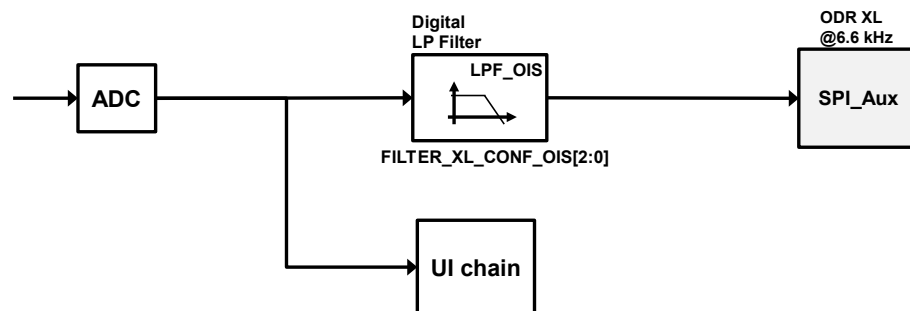 Digital
LP Filter
ODR XL
@6.6 kHz
ADC
LPF_OIS
SPI_Aux
FILTER_XL_CONF_OIS[2:0]
UI chain